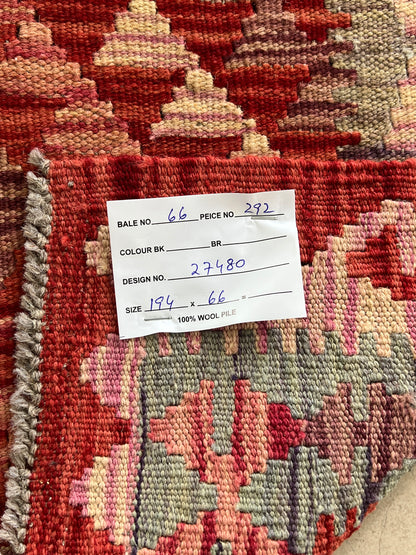 BALE NO. 66 PEICE NO. 292
COLOUR BK BR
DESIGN NO. 27480
SIZE 194 x 66 =
100% WOOL PILE